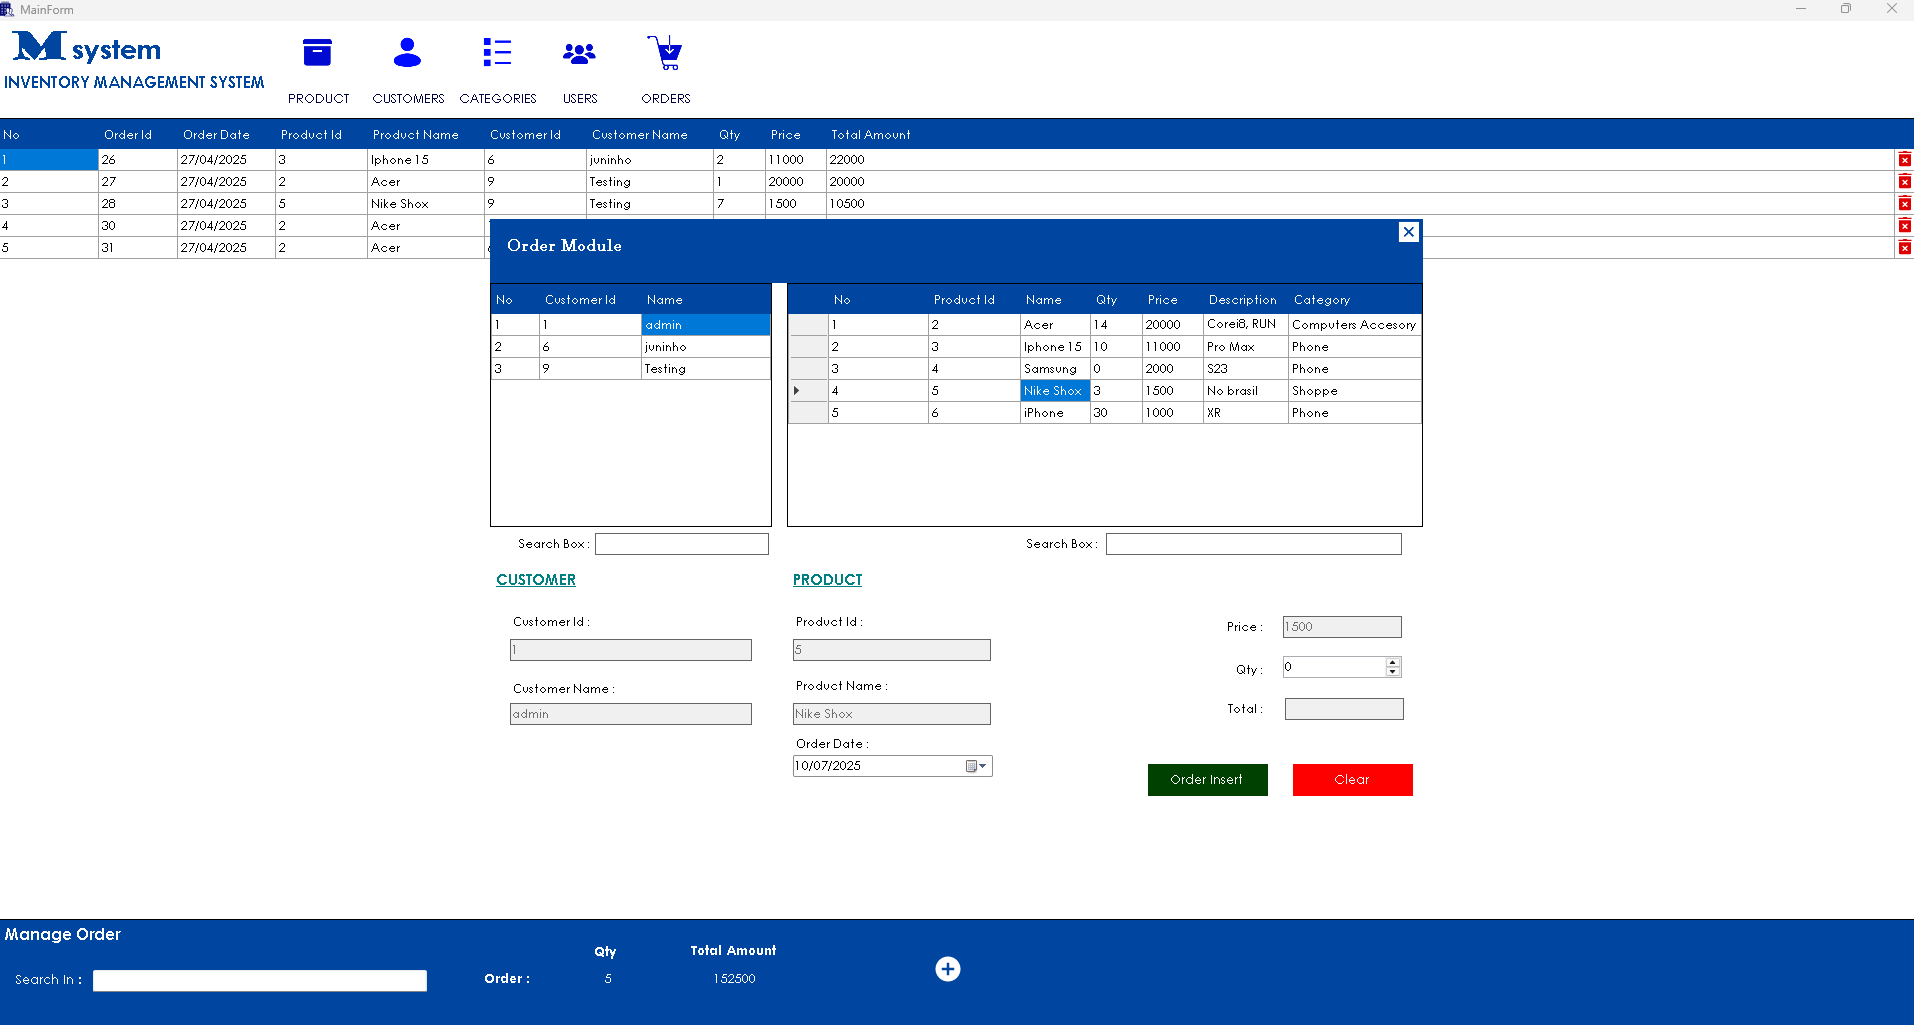 MainForm
M system
INVENTORY MANAGEMENT SYSTEM
PRODUCT CUSTOMERS CATEGORIES USERS ORDERS
No Order Id Order Date Product Id Product Name Customer Id Customer Name Qty Price Total Amount
1 26 27/04/2025 3 Iphone 15 6 juninho 2 11000 22000
2 27 27/04/2025 2 Acer 9 Testing 1 20000 20000
3 28 27/04/2025 5 Nike Shox 9 Testing 7 1500 10500
4 30 27/04/2025 2 Acer
5 31 27/04/2025 2 Acer
Order Module
No Customer Id Name
1 1 admin
2 6 juninho
3 9 Testing
No Product Id Name Qty Price Description Category
1 2 Acer 14 20000 Corei8, RUN Computers Accesory
2 3 Iphone 15 10 11000 Pro Max Phone
3 4 Samsung 0 2000 S23 Phone
4 5 Nike Shox 3 1500 No brasil Shoppe
5 6 iPhone 30 1000 XR Phone
Search Box :
Search Box :
CUSTOMER
Customer Id :
1
Customer Name :
admin
PRODUCT
Product Id :
5
Product Name :
Nike Shox
Order Date :
10/07/2025
Price : 1500
Qty : 0
Total :
Order Insert
Clear
Manage Order
Search In :
Qty Total Amount
Order : 5 152500